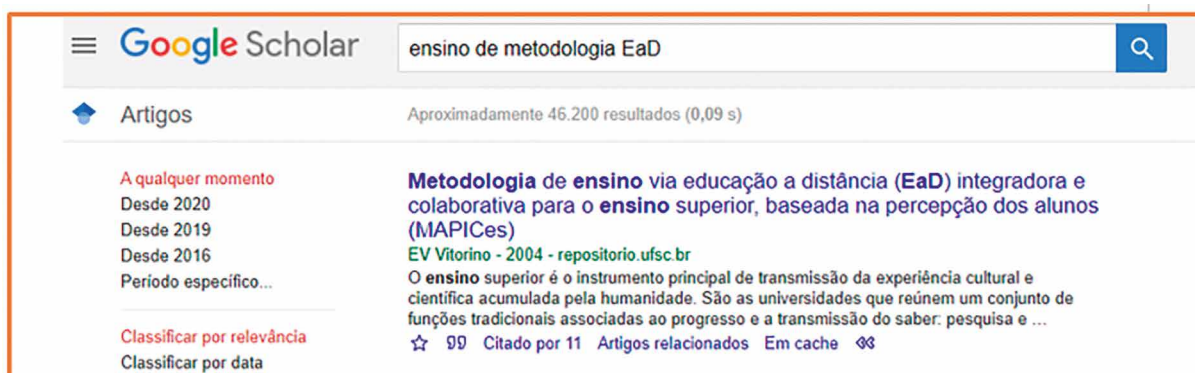 Google Scholar
ensino de metodologia EaD
Artigos
Aproximadamente 46.200 resultados (0,09 s)
A qualquer momento
Desde 2020
Desde 2019
Desde 2016
Período específico...
Classificar por relevância
Classificar por data
Metodologia de ensino via educação a distância (EaD) integradora e
colaborativa para o ensino superior, baseada na percepção dos alunos
(MAPICes)
EV Vitorino - 2004 - repositorio.ufsc.br
O ensino superior é o instrumento principal de transmissão da experiência cultural e
científica acumulada pela humanidade. São as universidades que reúnem um conjunto de
funções tradicionais associadas ao progresso e a transmissão do saber: pesquisa e ...
Citado por 11 Artigos relacionados Em cache